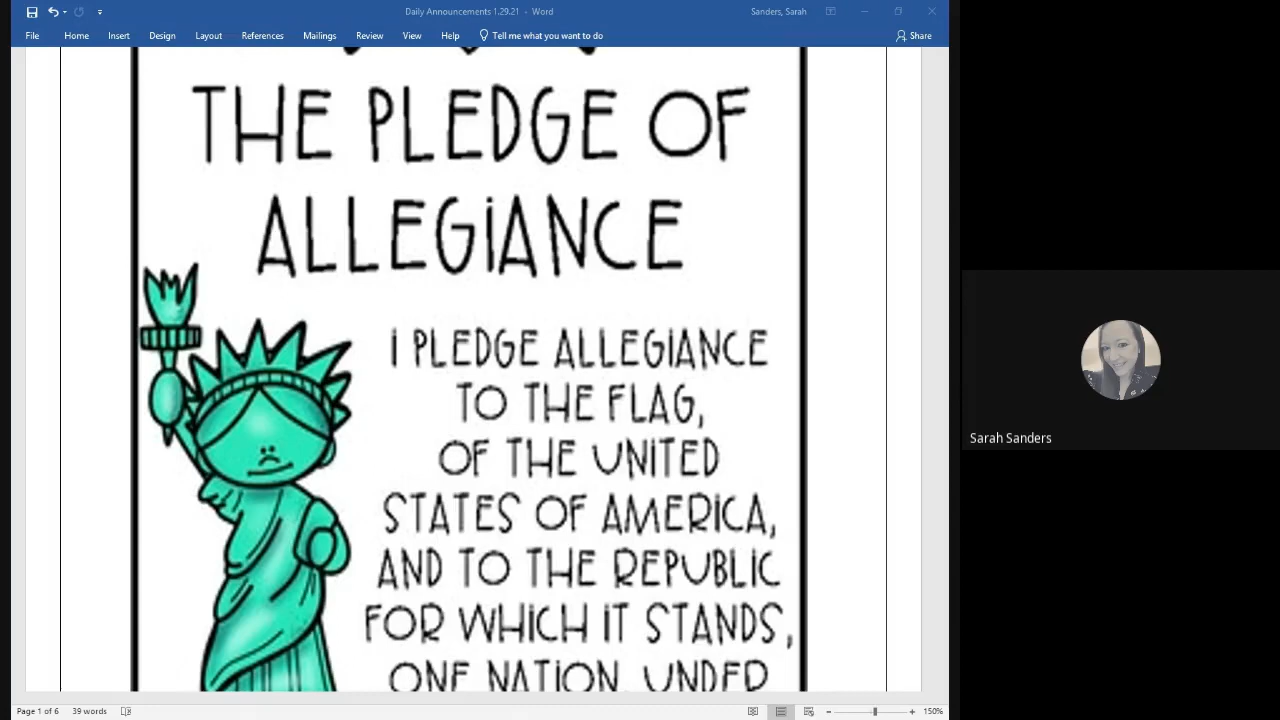 Daily Announcements 1.29.21 - Word
Sanders, Sarah
File Home Insert Design Layout References Mailings Review View Help Tell me what you want to do Share
THE PLEDGE OF
ALLEGiANCE
I PLEDGE ALLEGIANCE
TO THE FLAG,
OF THE UNITED
STATES OF AMERICA,
AND TO THE REPUBLIC
FOR WHICH IT STANDS,
ONE NATION, UNDER
Sarah Sanders
Page 1 of 6 39 words 150%